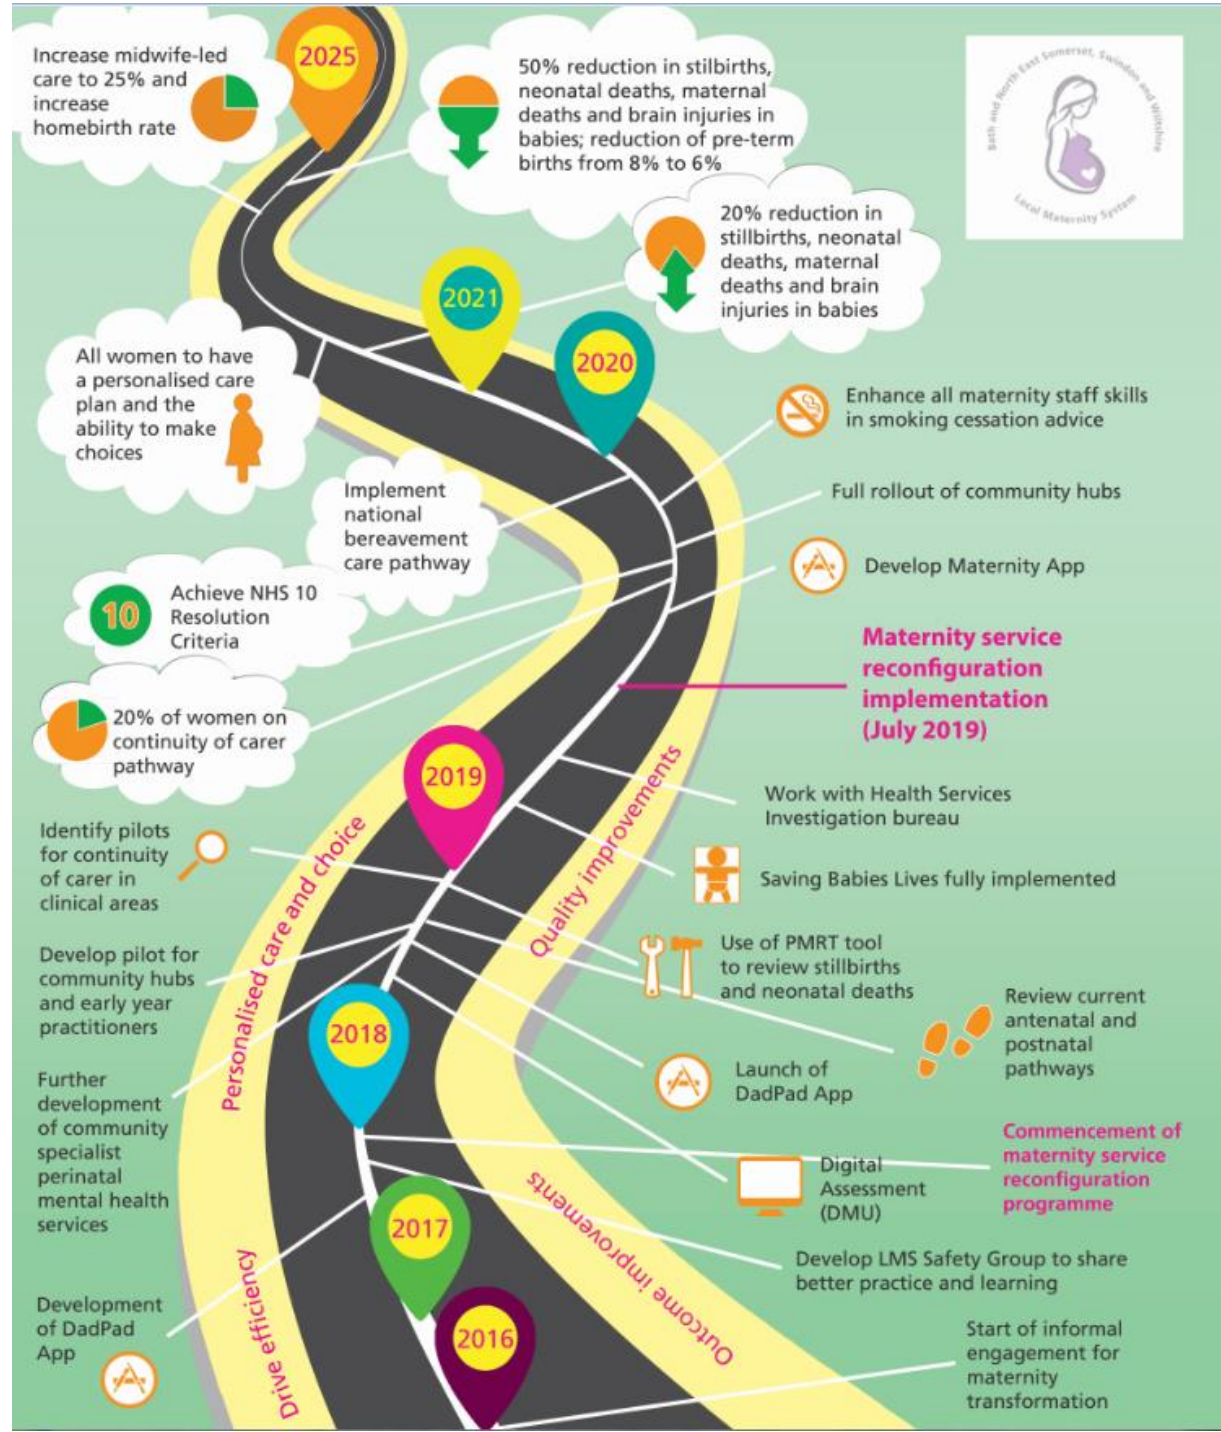 2025
Increase midwife-led
care to 25% and
increase
homebirth rate
50% reduction in stilbirths,
neonatal deaths, maternal
deaths and brain injuries in
babies; reduction of pre-term
births from 8% to 6%
Bath and North East Somerset, Swindon and Wiltshire
Local Maternity System
20% reduction in
stillbirths, neonatal
deaths, maternal
deaths and brain
injuries in babies
2021
2020
All women to have
a personalised care
plan and the
ability to make
choices
Enhance all maternity staff skills
in smoking cessation advice
Implement
national
bereavement
care pathway
Full rollout of community hubs
Develop Maternity App
10
Achieve NHS 10
Resolution
Criteria
Maternity service
reconfiguration
implementation
(July 2019)
20% of women on
continuity of carer
pathway
2019
Work with Health Services
Investigation bureau
Identify pilots
for continuity
of carer in
clinical areas
Personalised care and choice
Quality improvements
Saving Babies Lives fully implemented
Use of PMRT tool
to review stillbirths
and neonatal deaths
Develop pilot for
community hubs
and early year
practitioners
Review current
antenatal and
postnatal
pathways
2018
Launch of
DadPad App
Further
development
of community
specialist
perinatal
mental health
services
Commencement of
maternity service
reconfiguration
programme
Digital
Assessment
(DMU)
2017
Outcome improvements
Develop LMS Safety Group to share
better practice and learning
Drive efficiency
Development
of DadPad
App
2016
Start of informal
engagement for
maternity
transformation